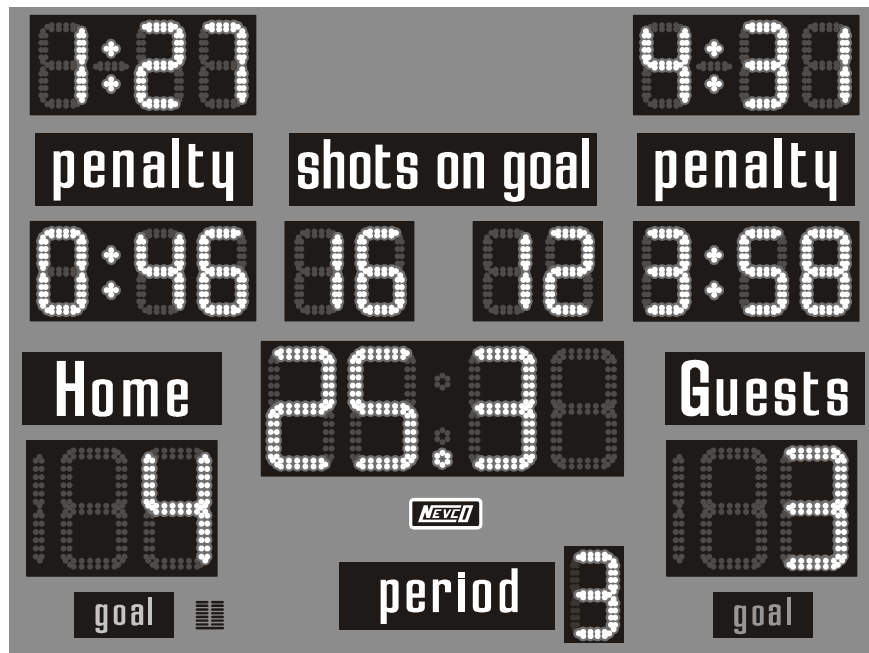 1:27 4:31
penalty shots on goal penalty
0:46 16 12 3:58
Home 25.3 Guests
4 3
NEVCO
period 3
goal goal